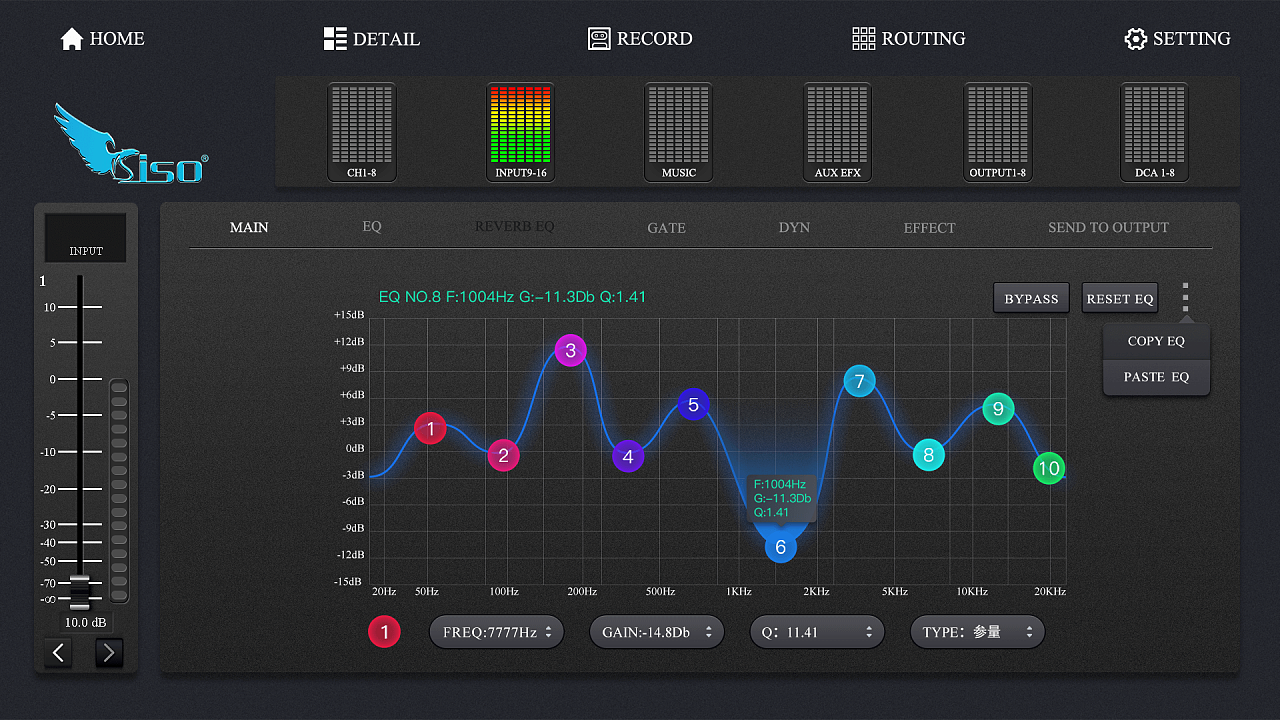 HOME DETAIL RECORD ROUTING SETTING
Siso®
CH1-8 INPUT9-16 MUSIC AUX EFX OUTPUT1-8 DCA 1-8
MAIN EQ REVERB EQ GATE DYN EFFECT SEND TO OUTPUT
INPUT
1
10
5
0
-5
-10
-20
-30
-40
-50
-70
-∞
10.0 dB
EQ NO.8 F:1004Hz G:-11.3Db Q:1.41
BYPASS RESET EQ
COPY EQ
PASTE EQ
+15dB
+12dB
+9dB
+6dB
+3dB
0dB
-3dB
-6dB
-9dB
-12dB
-15dB
1 2 3 4 5 6 7 8 9 10
F:1004Hz
G:-11.3Db
Q:1.41
20Hz 50Hz 100Hz 200Hz 500Hz 1KHz 2KHz 5KHz 10KHz 20KHz
1 FREQ:7777Hz GAIN:-14.8Db Q: 11.41 TYPE: 参量